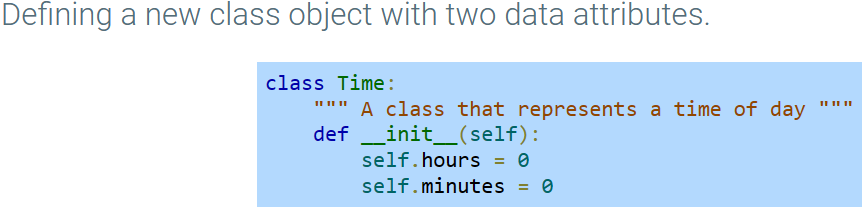 Defining a new class object with two data attributes.
class Time:
    """ A class that represents a time of day """
    def __init__(self):
        self.hours = 0
        self.minutes = 0